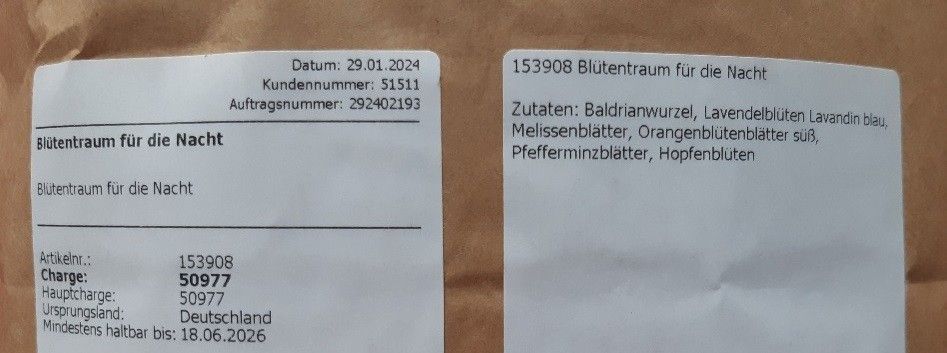 Datum: 29.01.2024
Kundennummer: 51511
Auftragsnummer: 292402193
Blütentraum für die Nacht
Blütentraum für die Nacht
Artikelnr.: 153908
Charge: 50977
Hauptcharge: 50977
Ursprungsland: Deutschland
Mindestens haltbar bis: 18.06.2026
153908 Blütentraum für die Nacht
Zutaten: Baldrianwurzel, Lavendelblüten Lavandin blau,
Melissenblätter, Orangenblütenblätter süß,
Pfefferminzblätter, Hopfenblüten